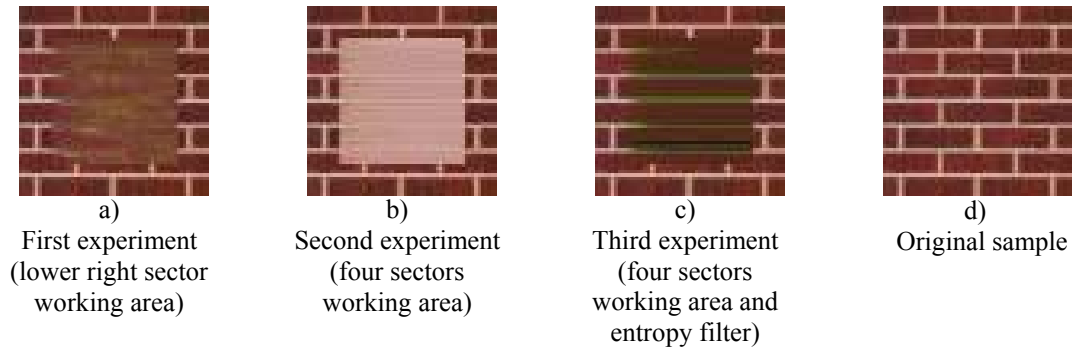 a)
First experiment
(lower right sector
working area)
b)
Second experiment
(four sectors
working area)
c)
Third experiment
(four sectors
working area and
entropy filter)
d)
Original sample